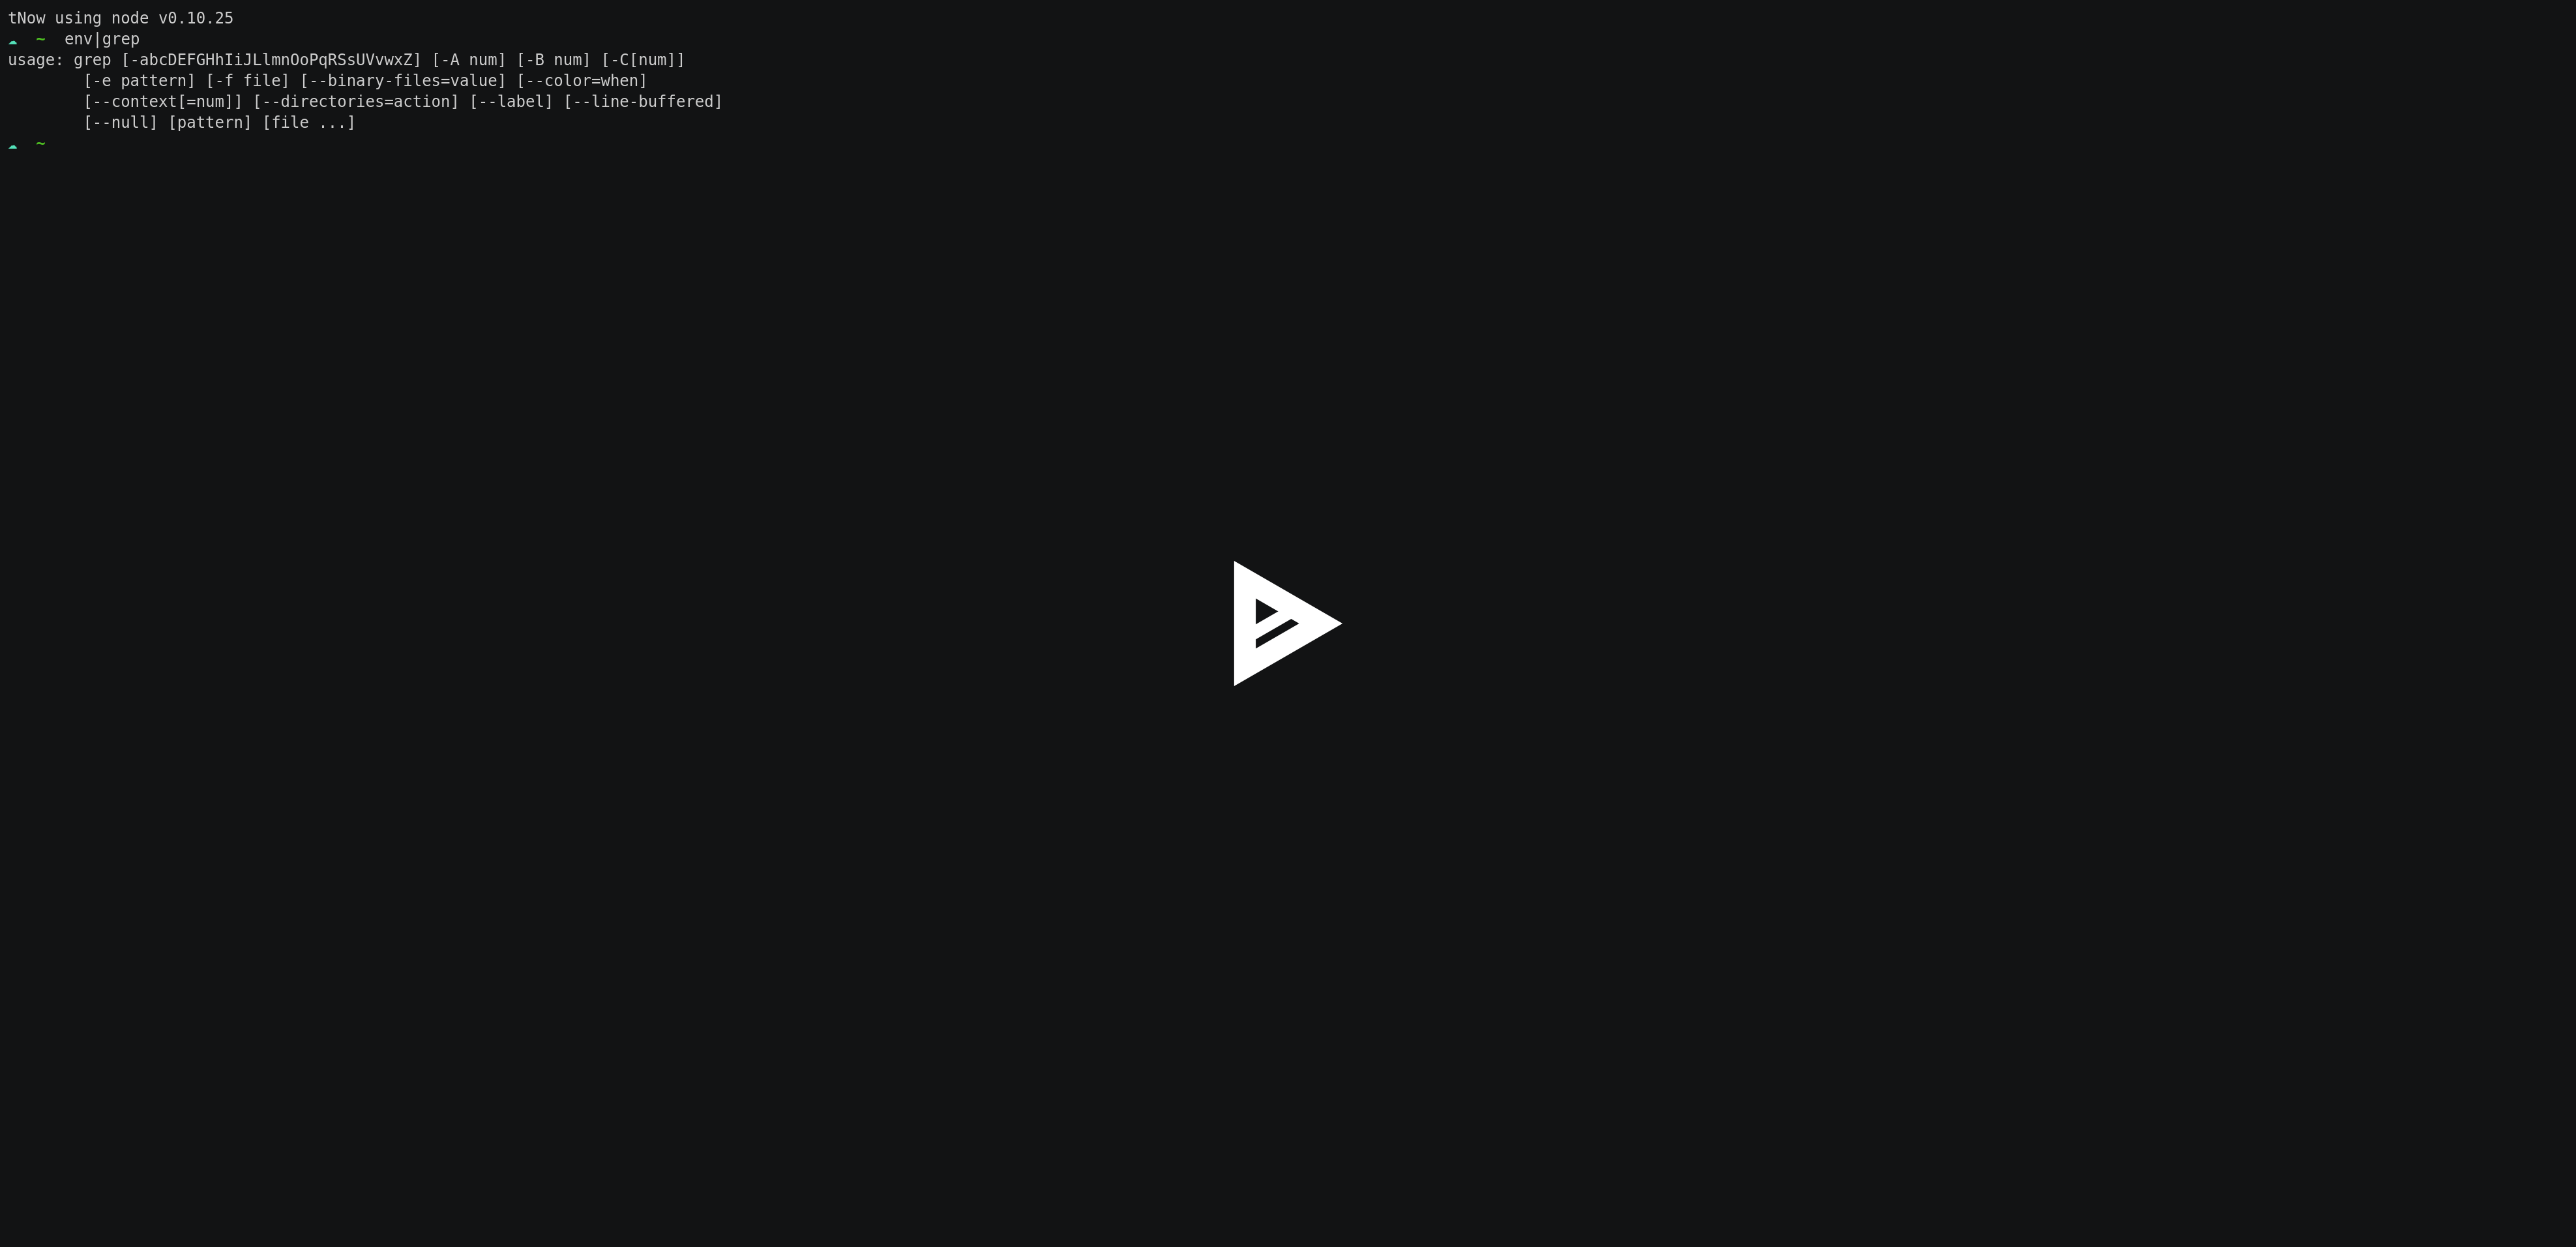 tNow using node v0.10.25
☁  ~  env|grep
usage: grep [-abcDEFGHhIiJLlmnOoPqRSsUVvwxZ] [-A num] [-B num] [-C[num]]
        [-e pattern] [-f file] [--binary-files=value] [--color=when]
        [--context[=num]] [--directories=action] [--label] [--line-buffered]
        [--null] [pattern] [file ...]
☁  ~